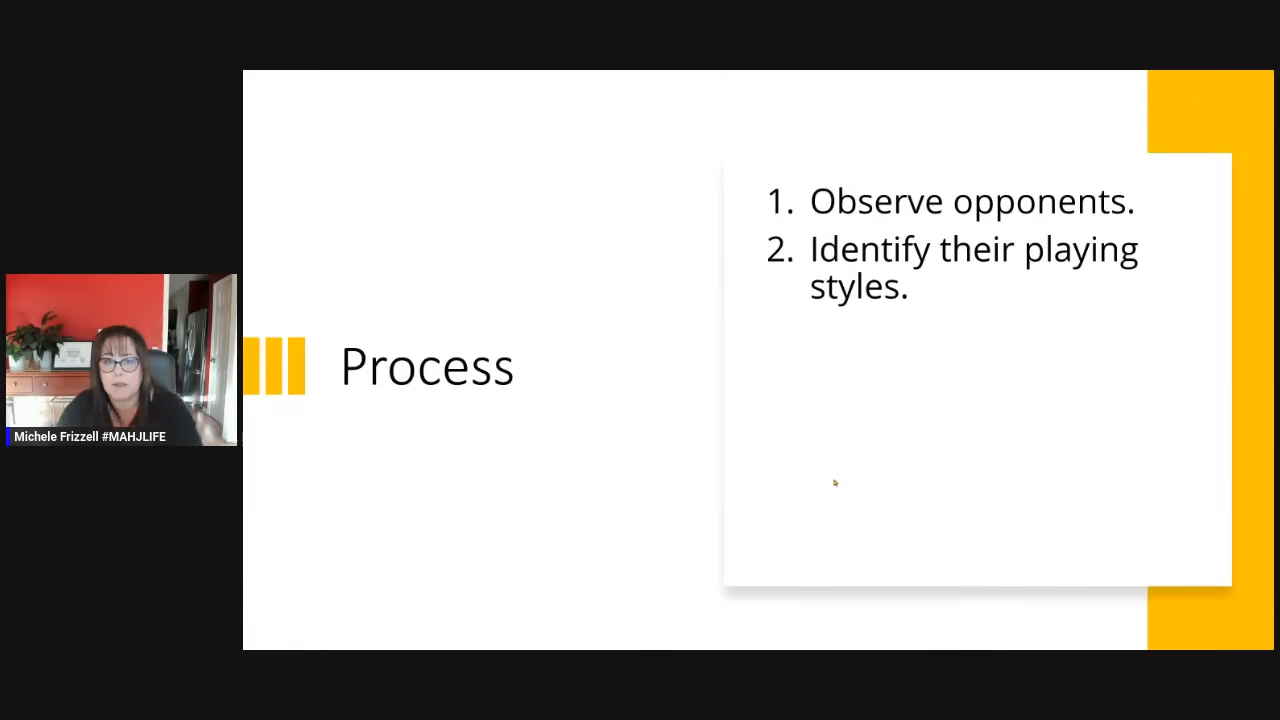 Process
1. Observe opponents.
2. Identify their playing
styles.
Michele Frizzell #MAHJLIFE